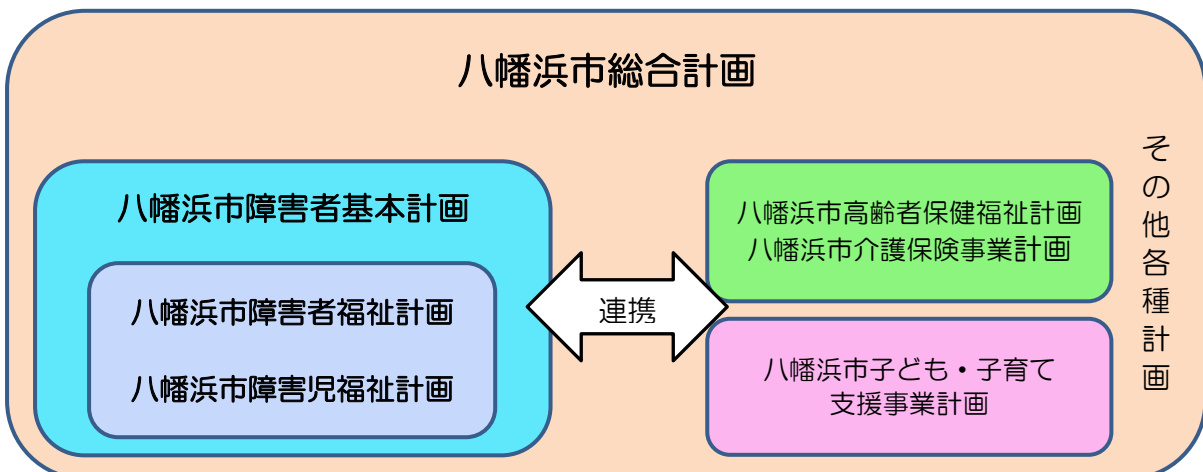 八幡浜市総合計画
八幡浜市障害者基本計画
八幡浜市障害者福祉計画
八幡浜市障害児福祉計画
連携
八幡浜市高齢者保健福祉計画
八幡浜市介護保険事業計画
八幡浜市子ども・子育て
支援事業計画
その他各種計画